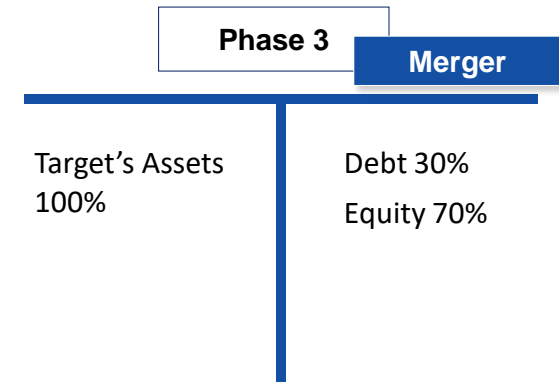 Phase 3
Merger
Target’s Assets
100%
Debt 30%
Equity 70%